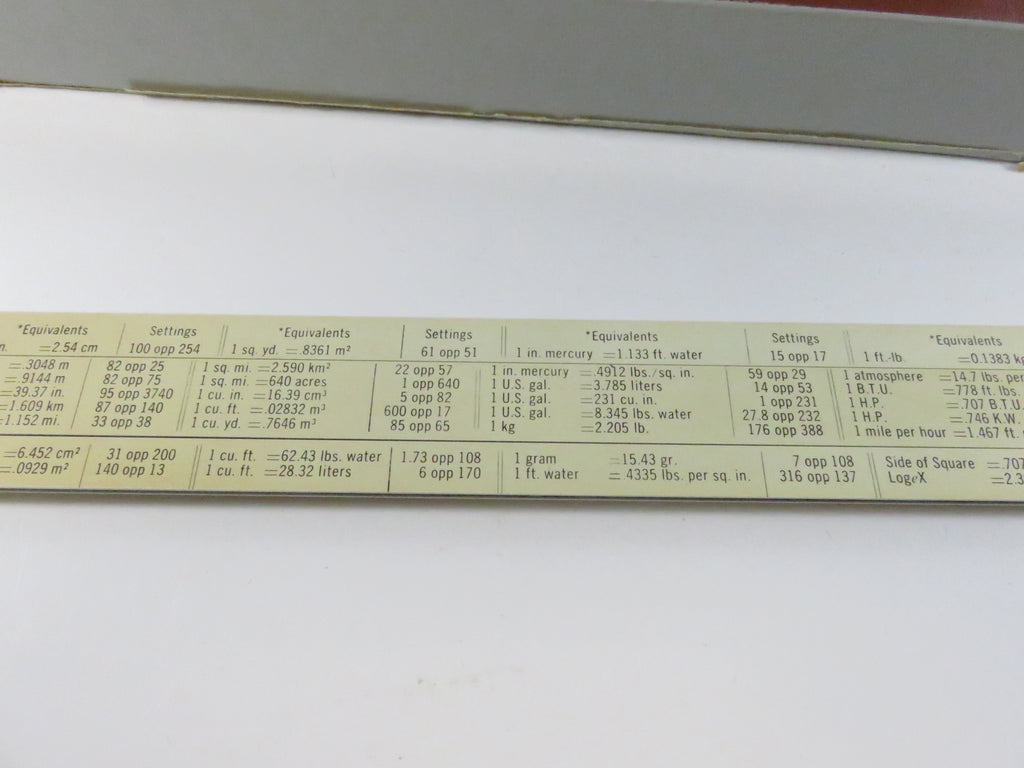 *Equivalents Settings *Equivalents Settings *Equivalents Settings *Equivalents
n. =2.54 cm 100 opp 254 1 sq. yd. =.8361 m² 61 opp 51 1 in. mercury =1.133 ft. water 15 opp 17 1 ft.-lb. =0.1383 k
=.3048 m 82 opp 25 1 sq. mi. =2.590 km² 22 opp 57 1 in. mercury =.4912 lbs./sq. in. 59 opp 29 1 atmosphere =14.7 lbs. per
=.9144 m 82 opp 75 1 sq. mi. =640 acres 1 opp 640 1 U.S. gal. =3.785 liters 14 opp 53 1 B.T.U. =778 ft. lbs.
=39.37 in. 95 opp 3740 1 cu. in. =16.39 cm³ 5 opp 82 1 U.S. gal. =231 cu. in. 1 opp 231 1 H.P. =.707 B.T.U.
=1.609 km 87 opp 140 1 cu. ft. =.02832 m³ 600 opp 17 1 U.S. gal. =8.345 lbs. water 27.8 opp 232 1 H.P. =.746 K.W.
=1.152 mi. 33 opp 38 1 cu. yd. =.7646 m³ 85 opp 65 1 kg =2.205 lb. 176 opp 388 1 mile per hour =1.467 ft.
=6.452 cm² 31 opp 200 1 cu. ft. =62.43 lbs. water 1.73 opp 108 1 gram =15.43 gr. 7 opp 108 Side of Square =.707
=.0929 m² 140 opp 13 1 cu. ft. =28.32 liters 6 opp 170 1 ft. water =.4335 lbs. per sq. in. 316 opp 137 LogeX =2.3